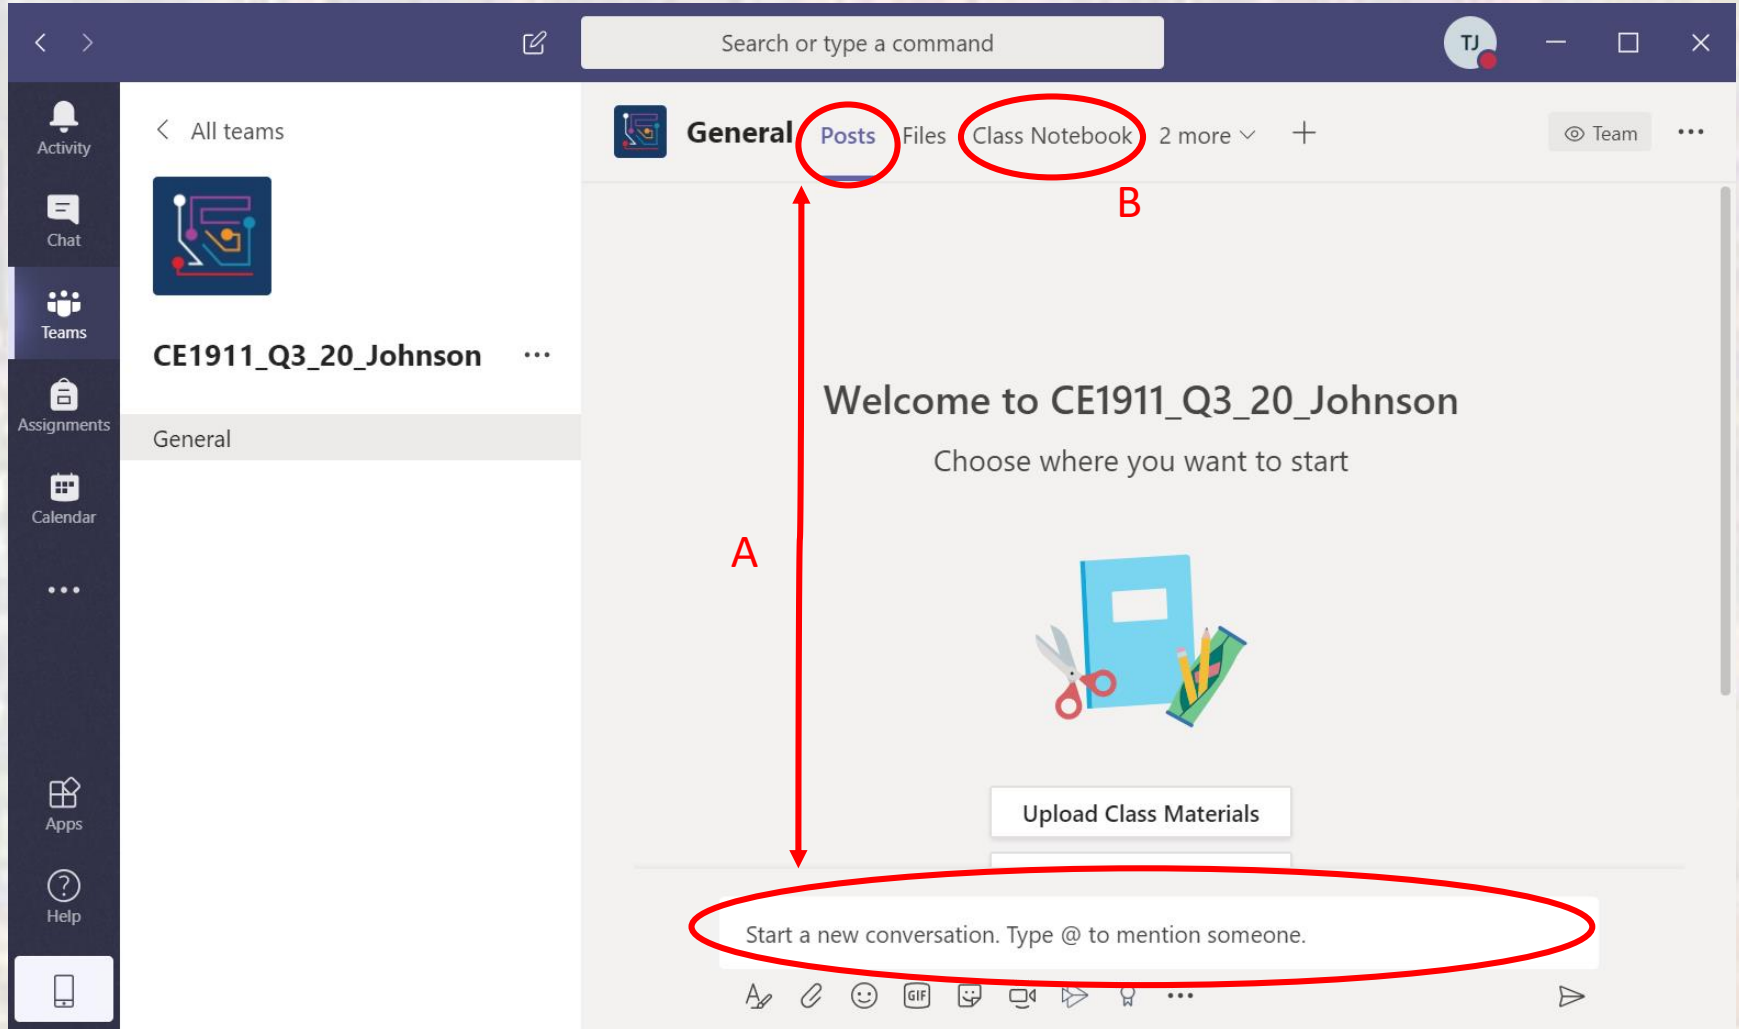 Search or type a command
TJ
Activity
Chat
Teams
Assignments
Calendar
Apps
Help
All teams
CE1911_Q3_20_Johnson
General
General Posts Files Class Notebook 2 more Team
B
A
Welcome to CE1911_Q3_20_Johnson
Choose where you want to start
Upload Class Materials
Start a new conversation. Type @ to mention someone.
GIF